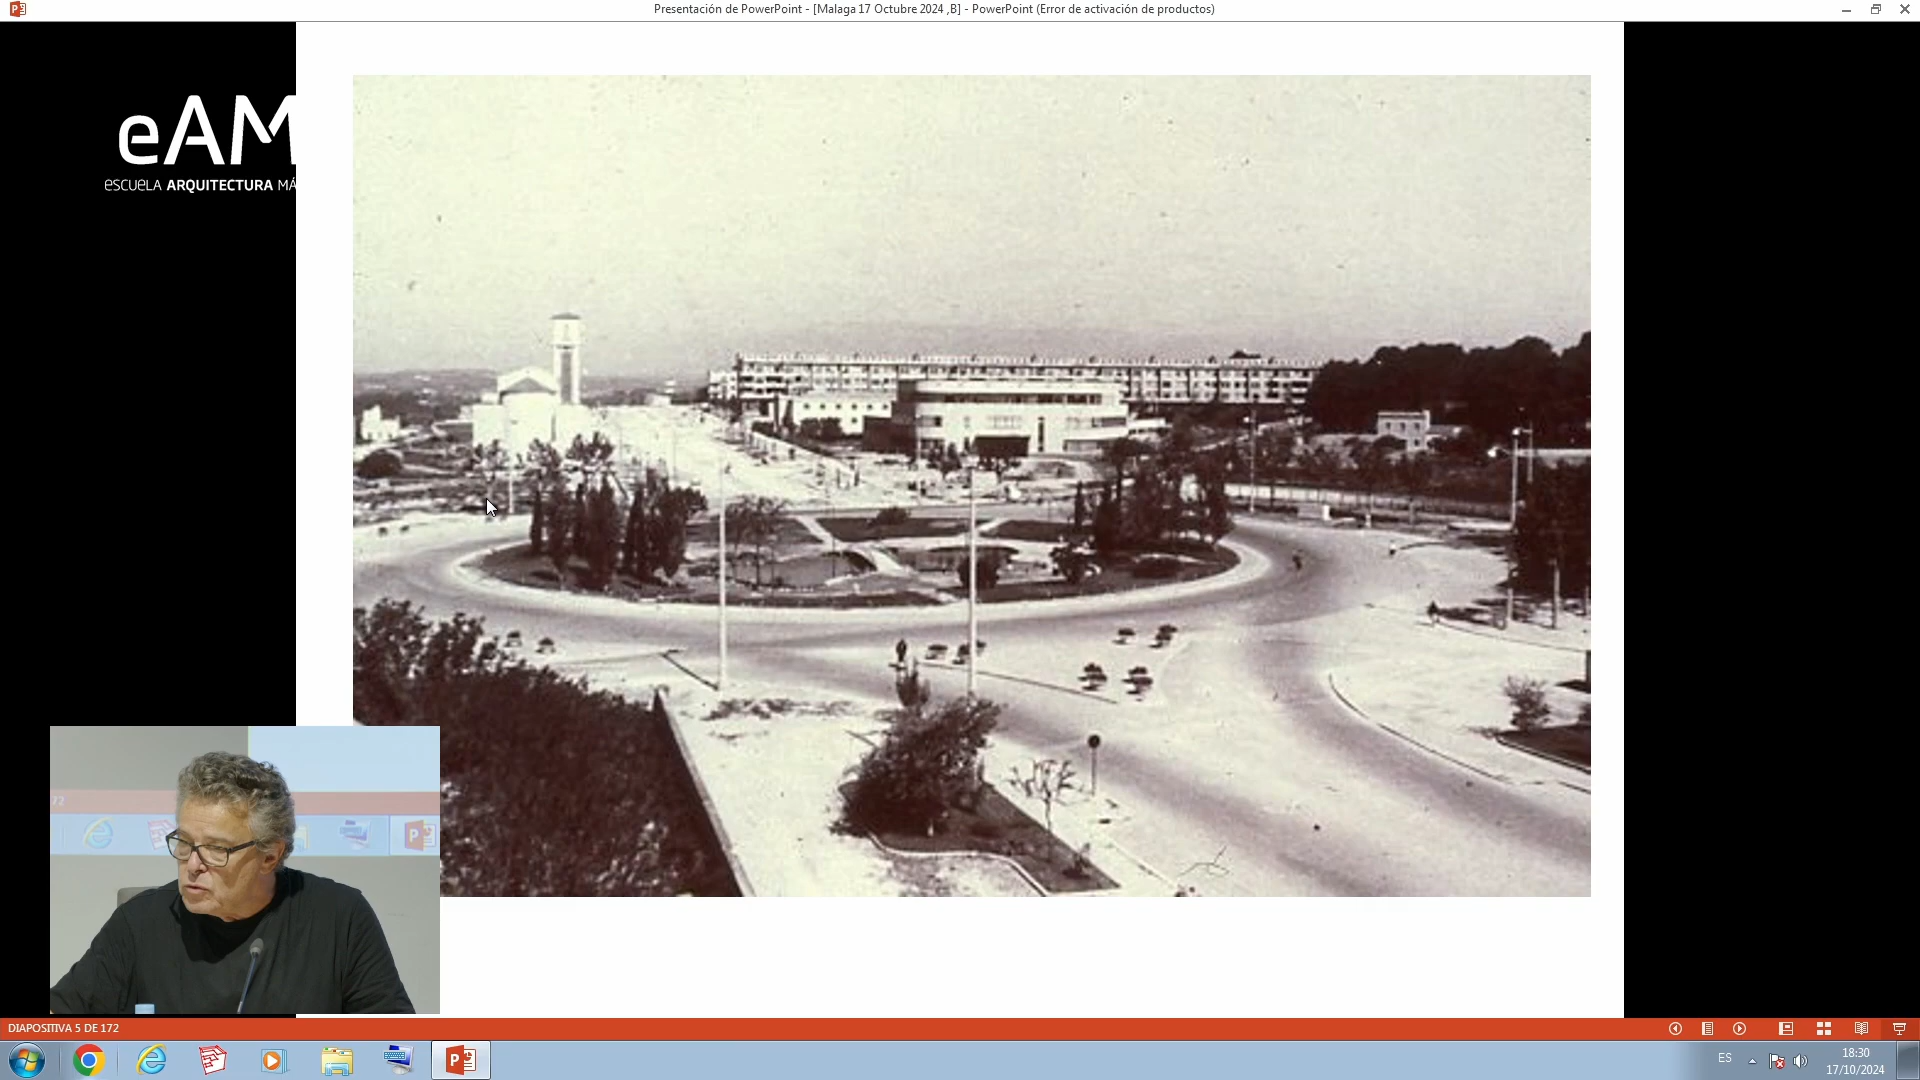 Presentación de PowerPoint - [Malaga 17 Octubre 2024 ,B] - PowerPoint (Error de activación de productos)
eAM
ESCUELA ARQUITECTURA MÁ
72
DIAPOSITIVA 5 DE 172
ES
18:30
17/10/2024